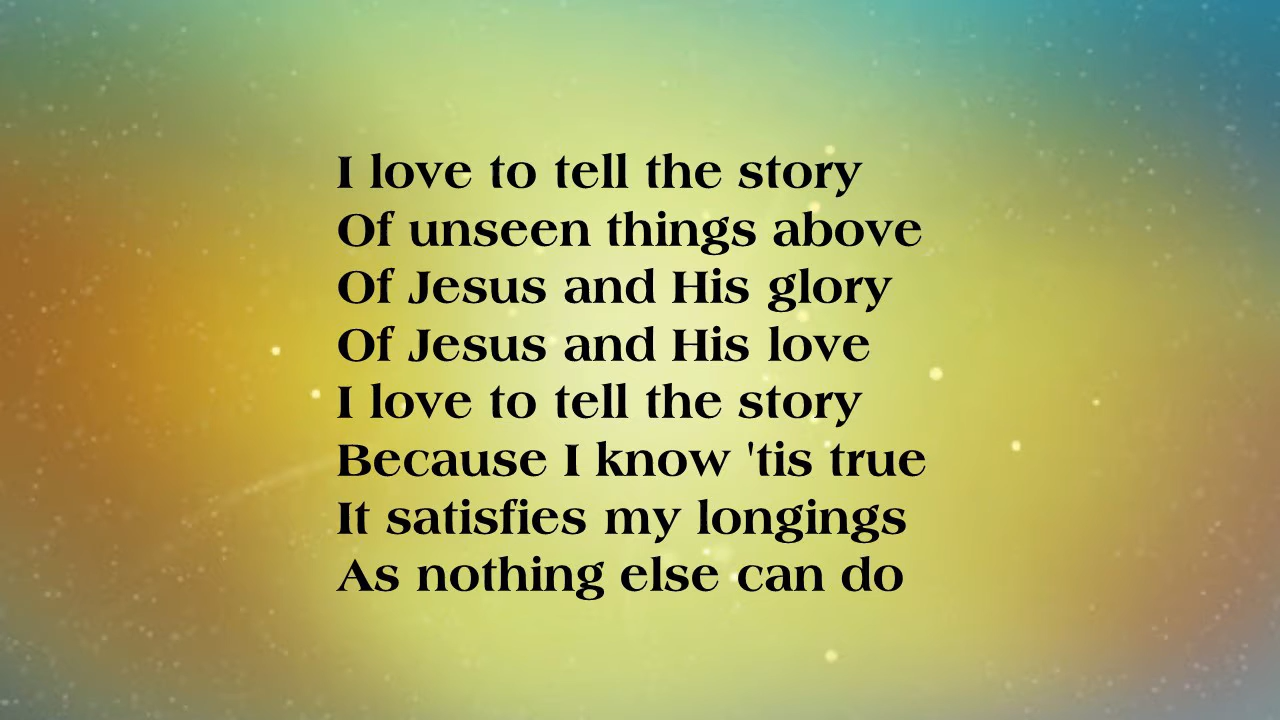 I love to tell the story
Of unseen things above
Of Jesus and His glory
Of Jesus and His love
I love to tell the story
Because I know 'tis true
It satisfies my longings
As nothing else can do